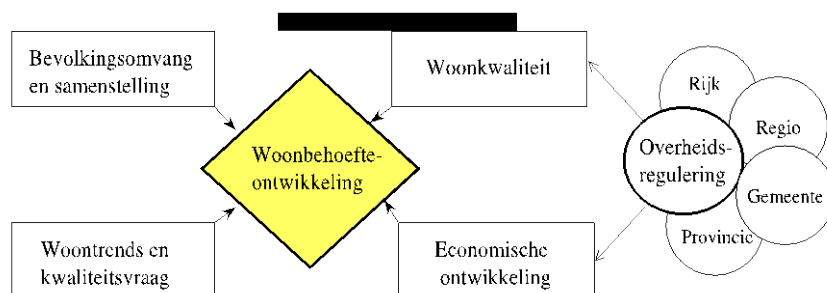 Bevolkingsomvang
en samenstelling
Woonkwaliteit
Rijk
Regio
Woonbehoefte-
ontwikkeling
Overheids-
regulering
Gemeente
Provincie
Woontrends en
kwaliteitsvraag
Economische
ontwikkeling